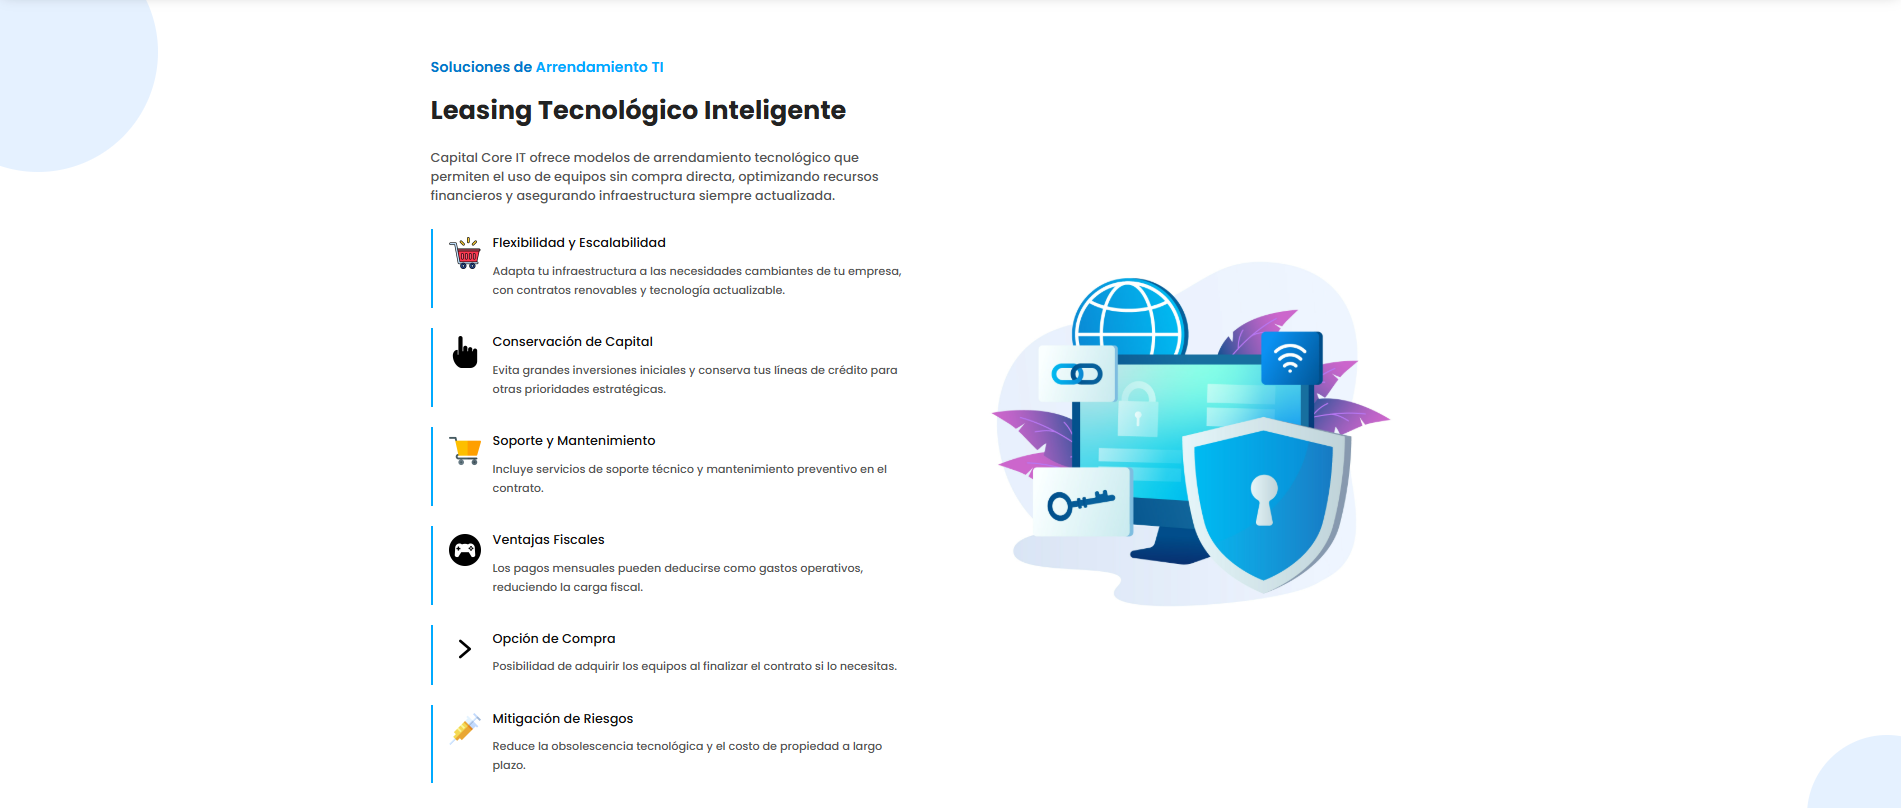 Soluciones de Arrendamiento TI
Leasing Tecnológico Inteligente
Capital Core IT ofrece modelos de arrendamiento tecnológico que
permiten el uso de equipos sin compra directa, optimizando recursos
financieros y asegurando infraestructura siempre actualizada.
Flexibilidad y Escalabilidad
Adapta tu infraestructura a las necesidades cambiantes de tu empresa,
con contratos renovables y tecnología actualizable.
Conservación de Capital
Evita grandes inversiones iniciales y conserva tus líneas de crédito para
otras prioridades estratégicas.
Soporte y Mantenimiento
Incluye servicios de soporte técnico y mantenimiento preventivo en el
contrato.
Ventajas Fiscales
Los pagos mensuales pueden deducirse como gastos operativos,
reduciendo la carga fiscal.
Opción de Compra
Posibilidad de adquirir los equipos al finalizar el contrato si lo necesitas.
Mitigación de Riesgos
Reduce la obsolescencia tecnológica y el costo de propiedad a largo
plazo.